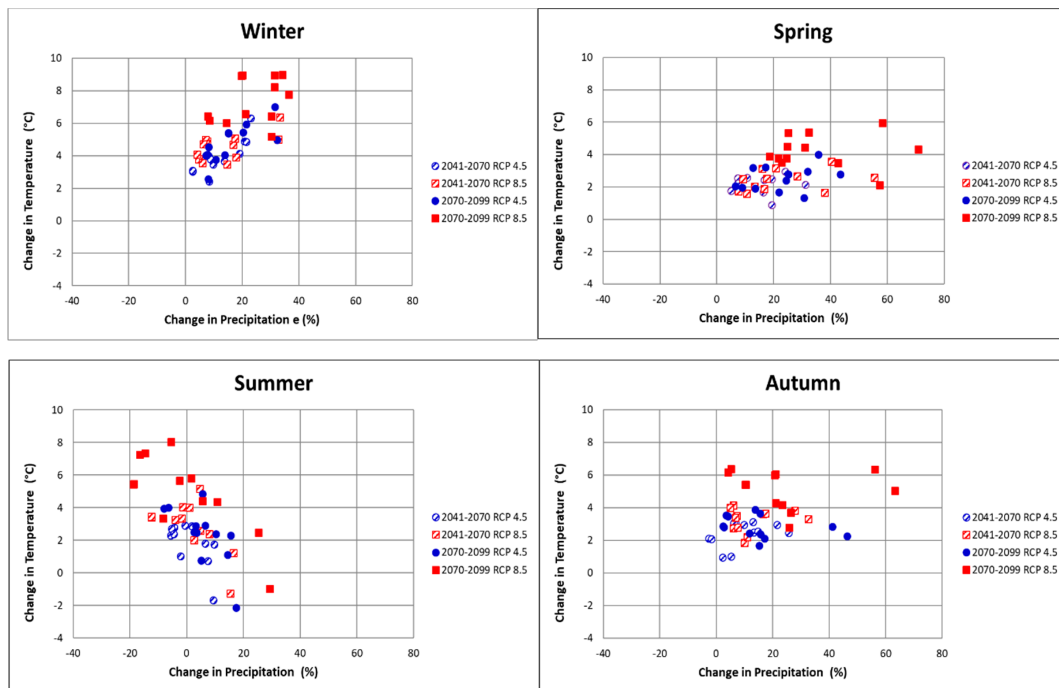 Winter
Change in Temperature (°C)
10
8
6
4
2
0
-2
-4
-40
-20
0
20
40
60
80
Change in Precipitation e (%)
2041-2070 RCP 4.5
2041-2070 RCP 8.5
2070-2099 RCP 4.5
2070-2099 RCP 8.5
Spring
Change in Temperature (°C)
10
8
6
4
2
0
-2
-4
-40
-20
0
20
40
60
80
Change in Precipitation (%)
2041-2070 RCP 4.5
2041-2070 RCP 8.5
2070-2099 RCP 4.5
2070-2099 RCP 8.5
Summer
Change in Temperature (°C)
10
8
6
4
2
0
-2
-4
-40
-20
0
20
40
60
80
Change in Precipitation (%)
2041-2070 RCP 4.5
2041-2070 RCP 8.5
2070-2099 RCP 4.5
2070-2099 RCP 8.5
Autumn
Change in Temperature (°C)
10
8
6
4
2
0
-2
-4
-40
-20
0
20
40
60
80
Change in Precipitation (%)
2041-2070 RCP 4.5
2041-2070 RCP 8.5
2070-2099 RCP 4.5
2070-2099 RCP 8.5